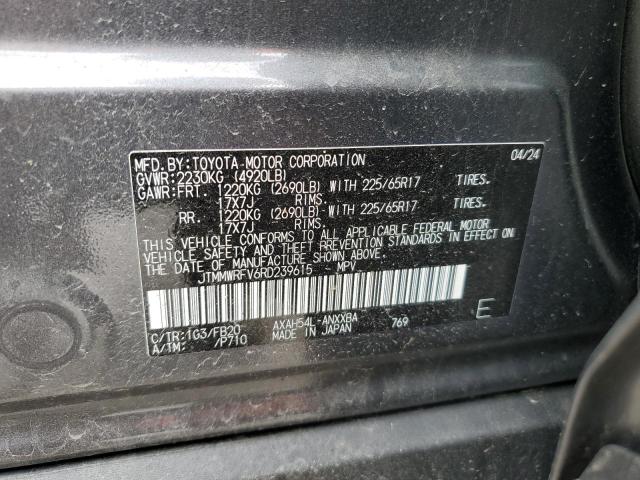 MFD.BY:TOYOTA MOTOR CORPORATION 04/24
GVWR:2230KG (4920LB)
GAWR:FRT. 1220KG (2690LB) WITH 225/65R17 TIRES.
17X7J RIMS.
RR. 1220KG (2690LB) WITH 225/65R17 TIRES.
17X7J RIMS.
THIS VEHICLE CONFORMS TO ALL APPLICABLE FEDERAL MOTOR
VEHICLE SAFETY AND THEFT PREVENTION STANDARDS IN EFFECT ON
THE DATE OF MANUFACTURE SHOWN ABOVE.
JTMMWRFV6RD239615 MPV
C/TR:1G3/FB20 AXAH54L-ANXXBA
A/TM: /P710 MADE IN JAPAN 769 E